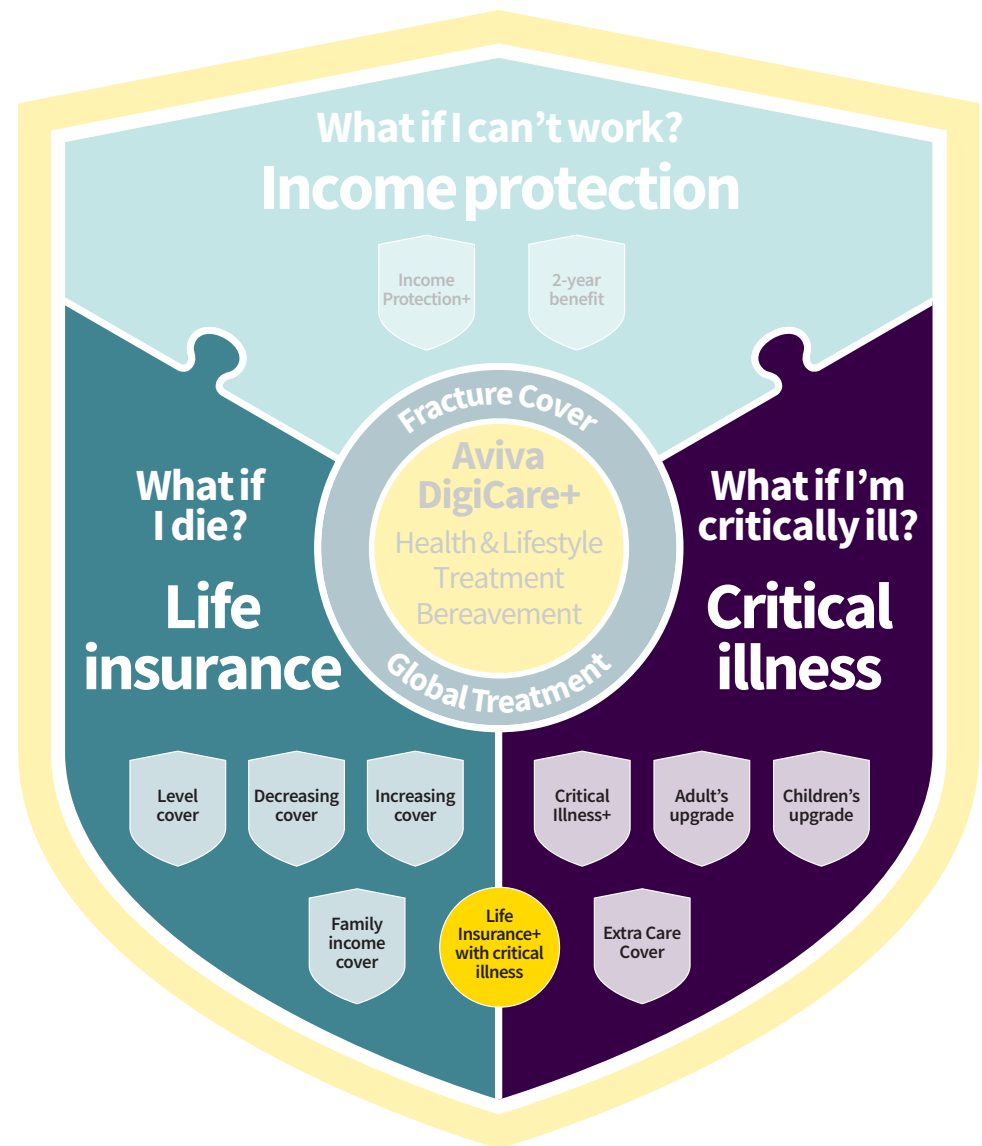 What if I can't work?
Income protection
Income
Protection+
2-year
benefit
Fracture Cover
Aviva
DigiCare+
Health & Lifestyle
Treatment
Bereavement
Global Treatment
What if
I die?
Life
insurance
What if I'm
critically ill?
Critical
illness
Level
cover
Decreasing
cover
Increasing
cover
Critical
Illness+
Adult's
upgrade
Children's
upgrade
Family
income
cover
Life
Insurance+
with critical
illness
Extra Care
Cover